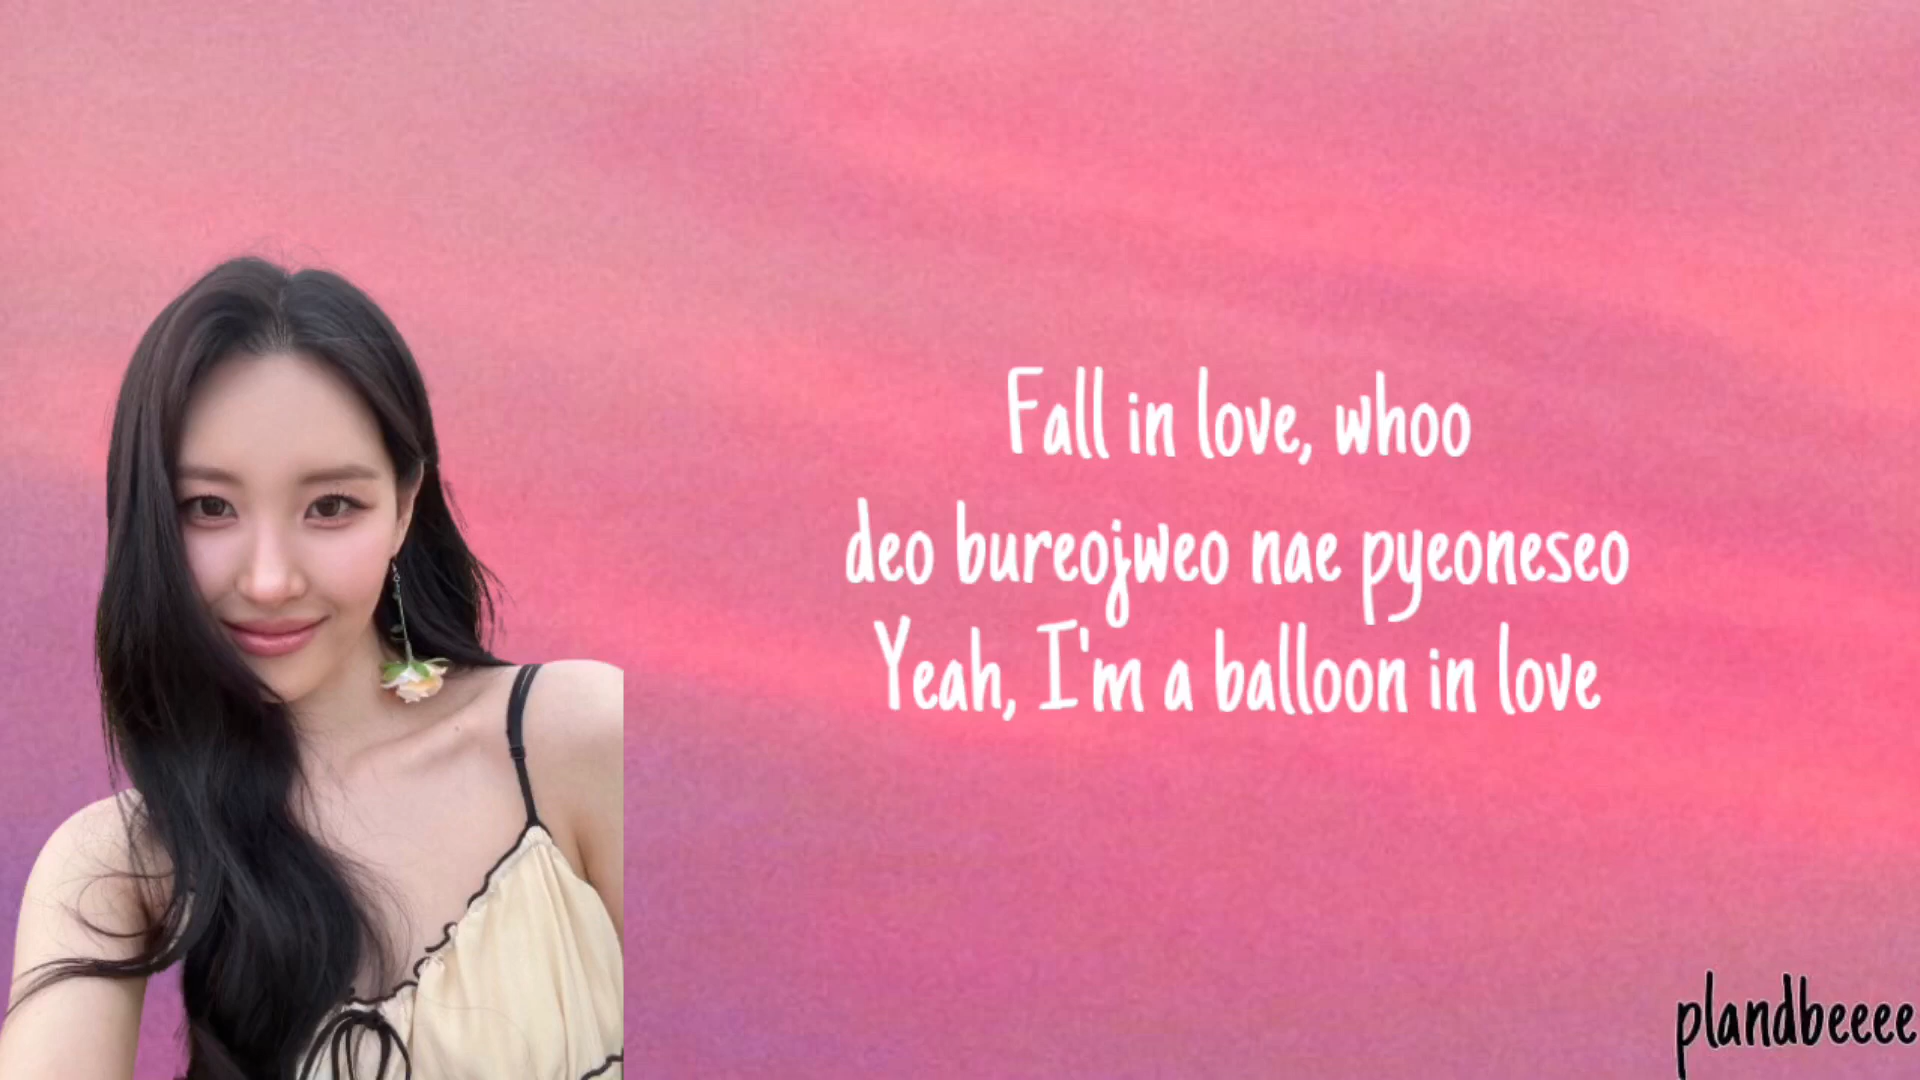 Fall in love, whoo
deo bureojweo nae pyeoneseo
Yeah, I'm a balloon in love
plandbeeee